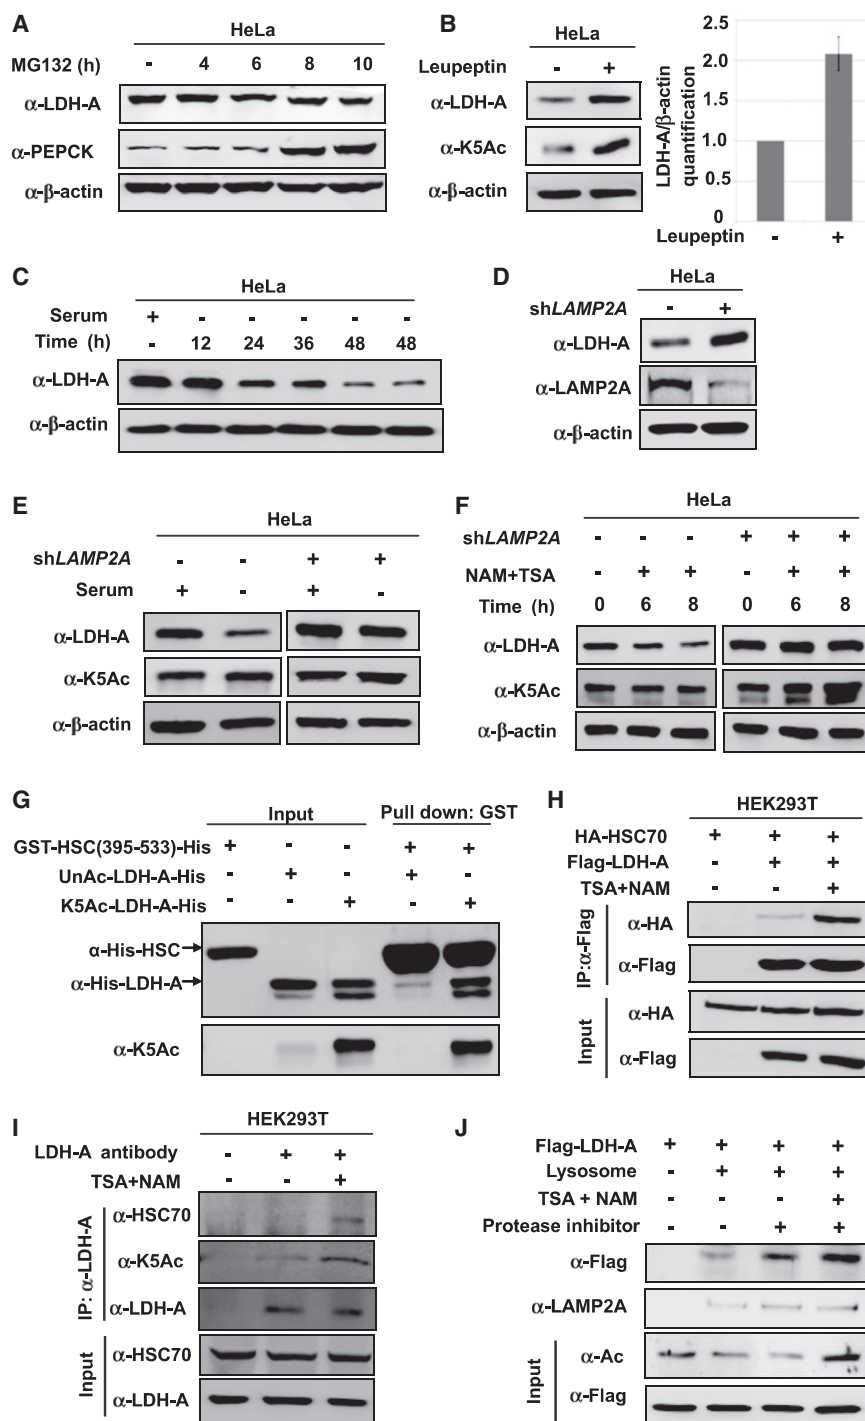 A
HeLa
MG132 (h) - 4 6 8 10
α-LDH-A
α-PEPCK
α-β-actin
B
HeLa
Leupeptin - +
α-LDH-A
α-K5Ac
α-β-actin
LDH-A/β-actin
quantification
2.5
2.0
1.5
1.0
0.5
0
Leupeptin - +
C
HeLa
Serum + - - - - -
Time (h) - 12 24 36 48 48
α-LDH-A
α-β-actin
D
HeLa
shLAMP2A - +
α-LDH-A
α-LAMP2A
α-β-actin
E
HeLa
shLAMP2A - - + +
Serum + - + -
α-LDH-A
α-K5Ac
α-β-actin
F
HeLa
shLAMP2A - - - + + +
NAM+TSA - + + - + +
Time (h) 0 6 8 0 6 8
α-LDH-A
α-K5Ac
α-β-actin
G
Input Pull down: GST
GST-HSC(395-533)-His + - - + +
UnAc-LDH-A-His - + - + -
K5Ac-LDH-A-His - - + - +
α-His-HSC
α-His-LDH-A
α-K5Ac
H
HEK293T
HA-HSC70 + + +
Flag-LDH-A - + +
TSA+NAM - - +
IP:α-Flag
α-HA
α-Flag
Input
α-HA
α-Flag
I
HEK293T
LDH-A antibody - + +
TSA+NAM - - +
IP: α-LDH-A
α-HSC70
α-K5Ac
α-LDH-A
Input
α-HSC70
α-LDH-A
J
Flag-LDH-A + + + +
Lysosome - + + +
TSA + NAM - - - +
Protease inhibitor - - + +
α-Flag
α-LAMP2A
Input
α-Ac
α-Flag